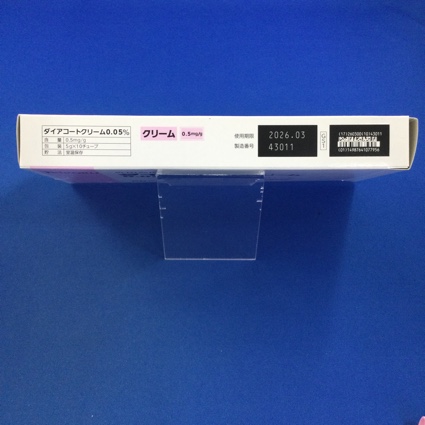 ダイアコートクリーム0.05%
含量 0.5mg/g
包装 5g×10チューブ
貯法 室温保存
クリーム 0.5mg/g
使用期限 2026.03
製造番号 43011